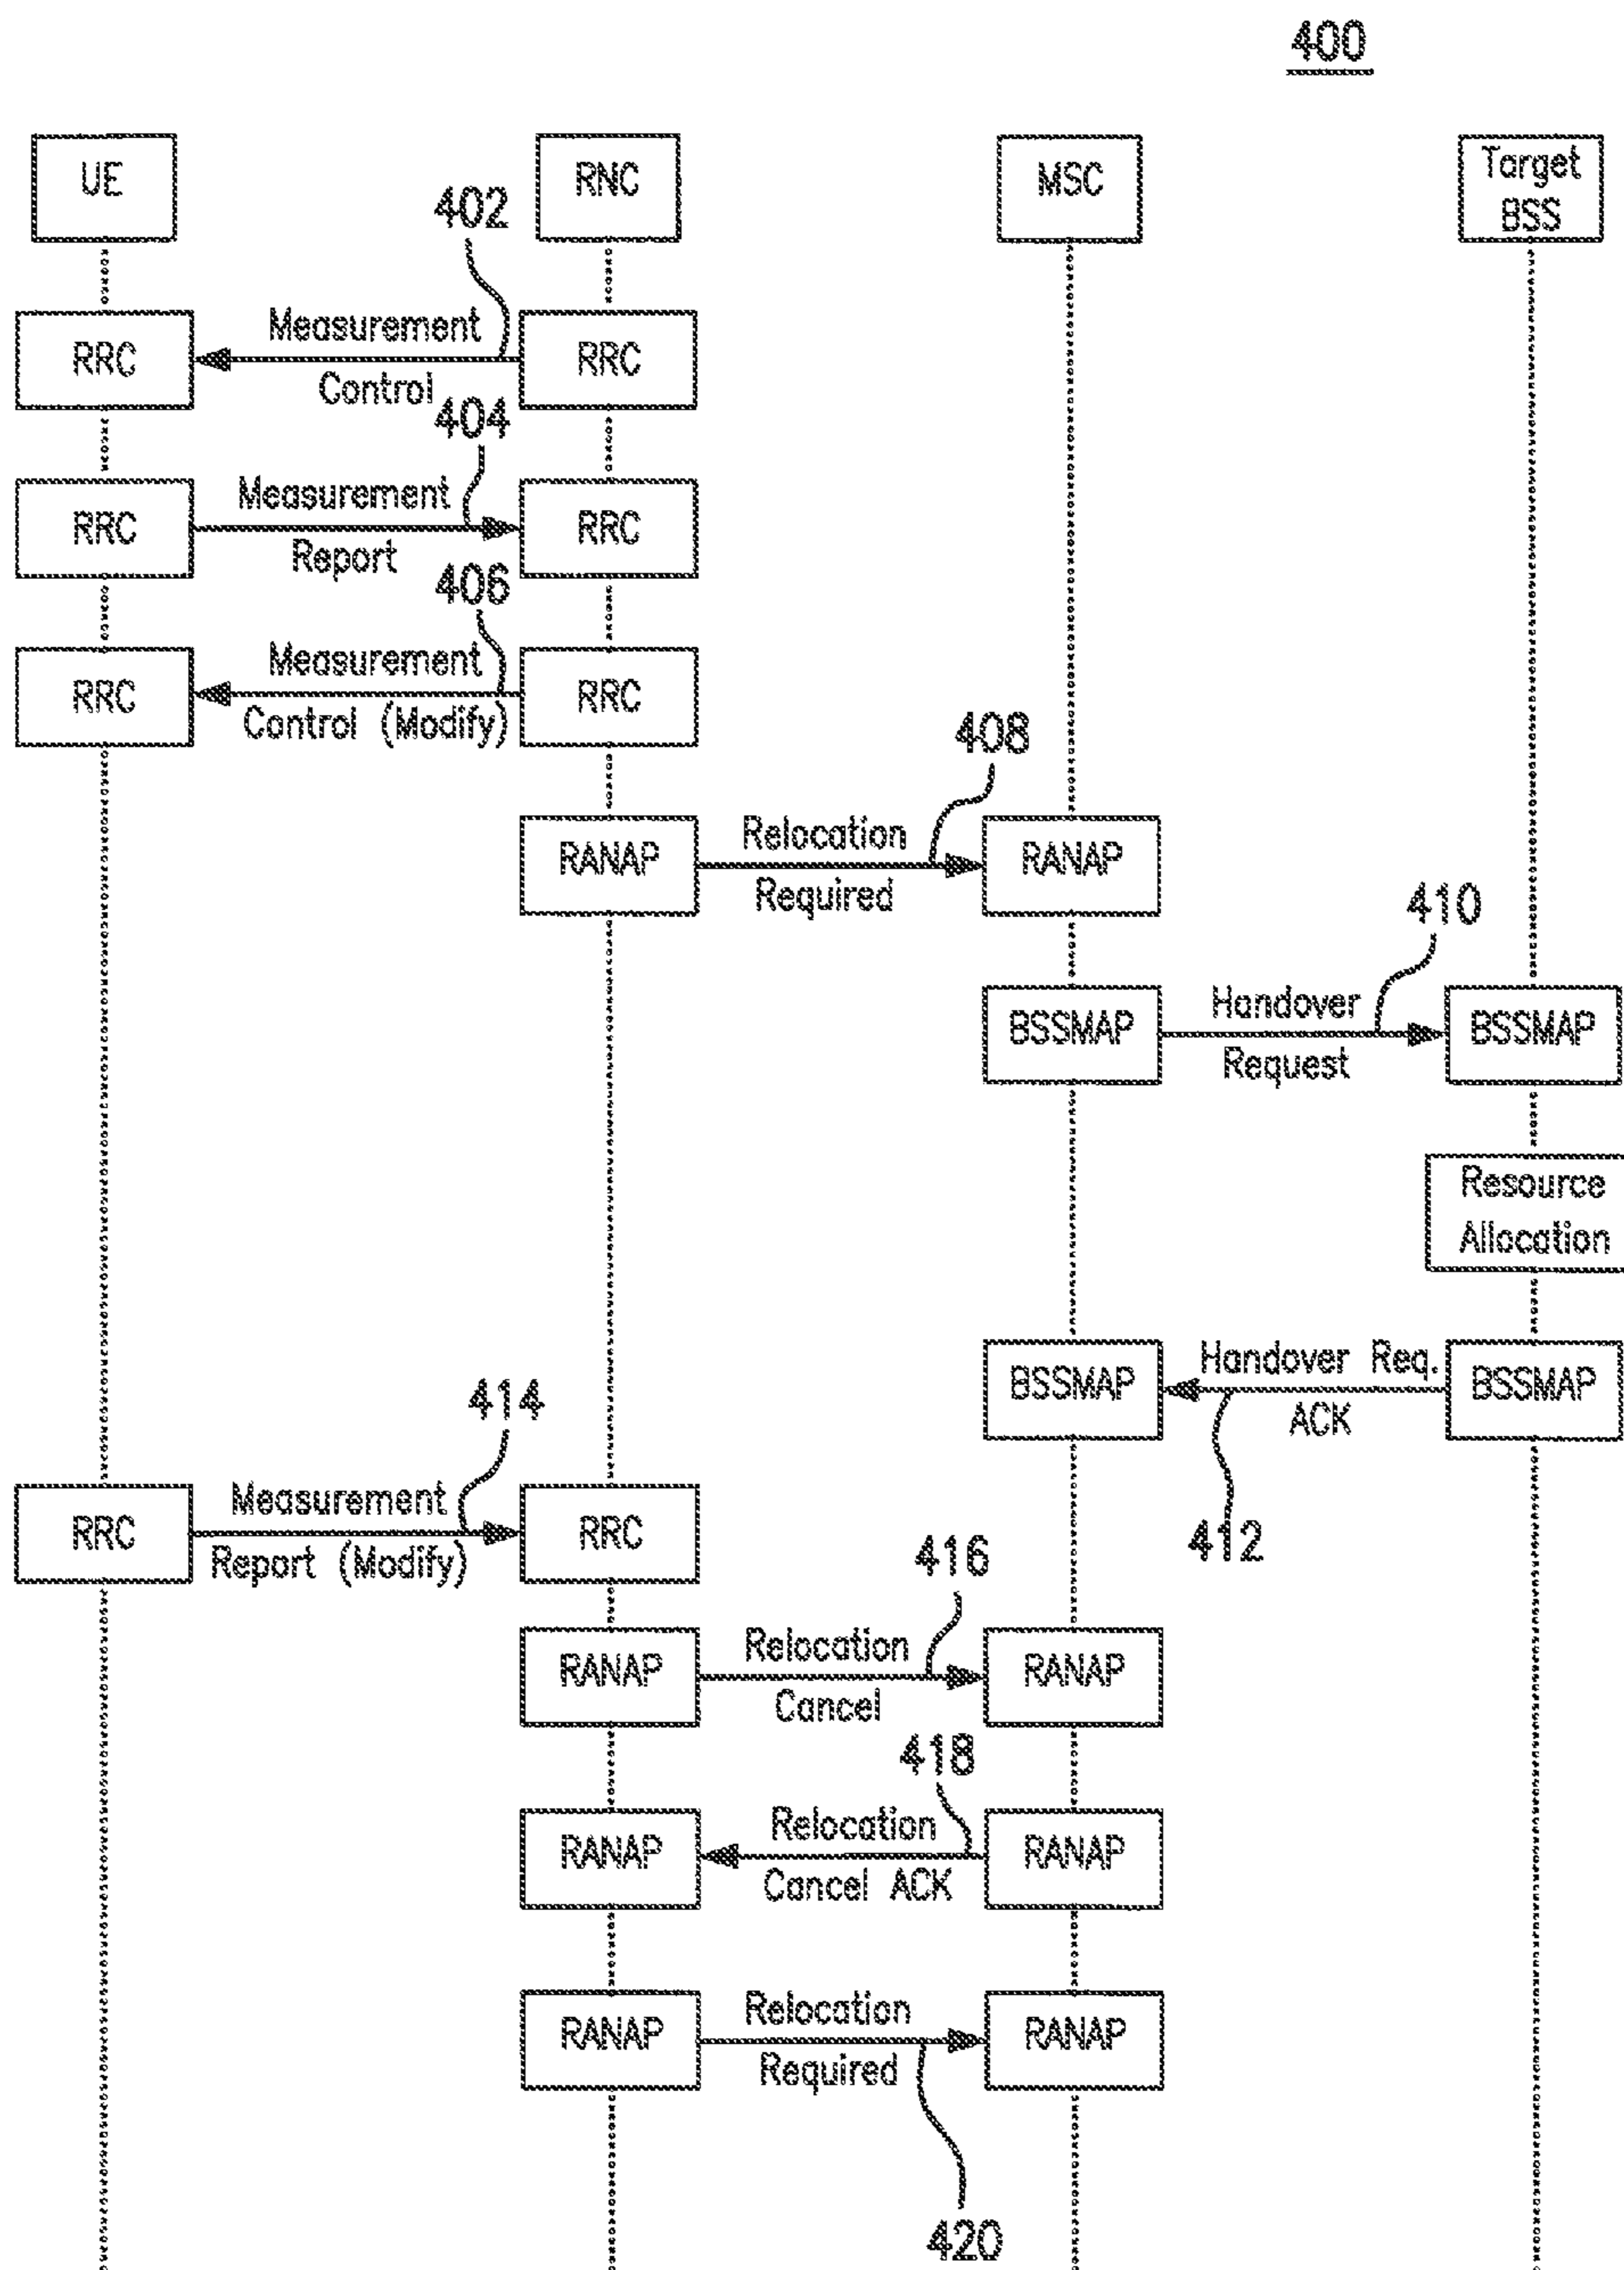 400
UE
RNC
MSC
Target
BSS
402
RRC
Measurement
Control
RRC
404
RRC
Measurement
Report
RRC
406
RRC
Measurement
Control (Modify)
RRC
408
RANAP
Relocation
Required
RANAP
410
BSSMAP
Handover
Request
BSSMAP
Resource
Allocation
BSSMAP
Handover Req.
ACK
BSSMAP
412
414
RRC
Measurement
Report (Modify)
RRC
416
RANAP
Relocation
Cancel
RANAP
418
RANAP
Relocation
Cancel ACK
RANAP
RANAP
Relocation
Required
RANAP
420